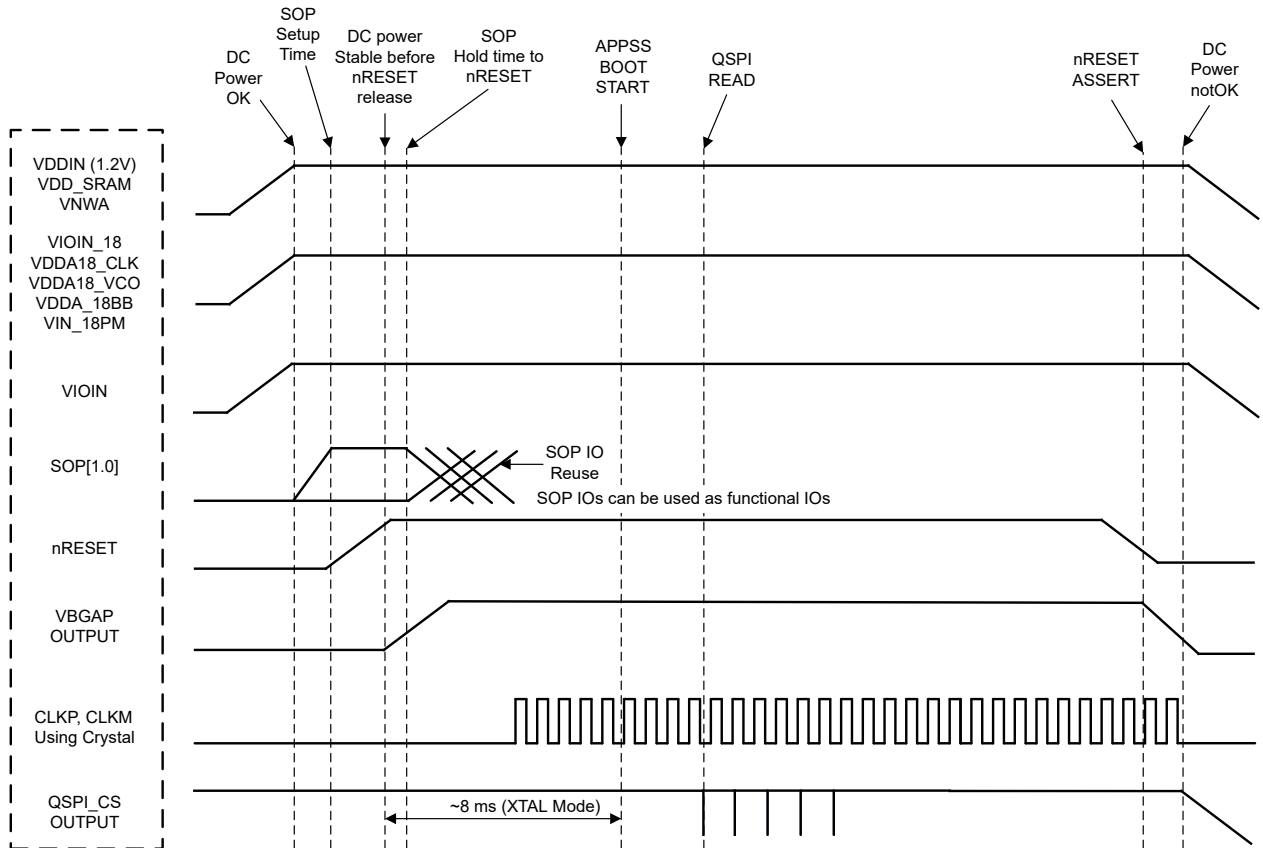 SOP
Setup
Time
DC
Power
OK
DC power
Stable before
nRESET
release
SOP
Hold time to
nRESET
APPSS
BOOT
START
QSPI
READ
nRESET
ASSERT
DC
Power
notOK
VDDIN (1.2V)
VDD_SRAM
VNWA
VIOIN_18
VDDA18_CLK
VDDA18_VCO
VDDA_18BB
VIN_18PM
VIOIN
SOP[1.0]
SOP IO
Reuse
SOP IOs can be used as functional IOs
nRESET
VBGAP
OUTPUT
CLKP, CLKM
Using Crystal
QSPI_CS
OUTPUT
~8 ms (XTAL Mode)